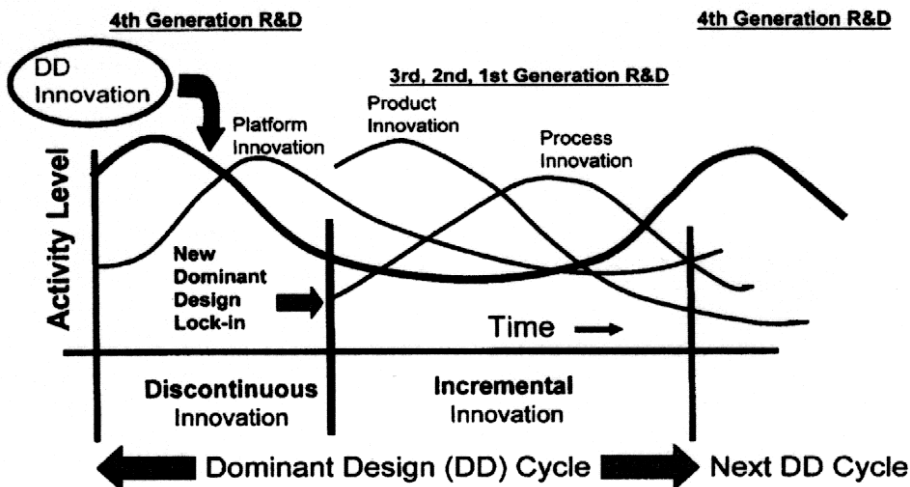 4th Generation R&D
4th Generation R&D
DD
Innovation
3rd, 2nd, 1st Generation R&D
Product
Innovation
Platform
Innovation
Process
Innovation
Activity Level
New
Dominant
Design
Lock-in
Time
Discontinuous
Innovation
Incremental
Innovation
Dominant Design (DD) Cycle
Next DD Cycle